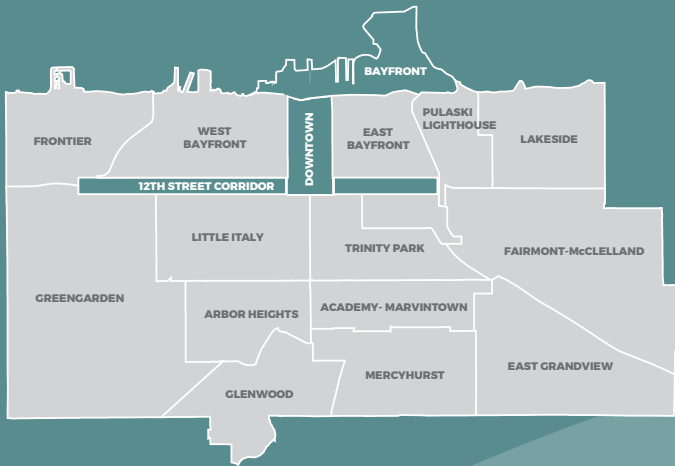 BAYFRONT
FRONTIER
WEST
BAYFRONT
DOWNTOWN
EAST
BAYFRONT
PULASKI
LIGHTHOUSE
LAKESIDE
12TH STREET CORRIDOR
LITTLE ITALY
TRINITY PARK
FAIRMONT-McCLELLAND
GREENGARDEN
ARBOR HEIGHTS
ACADEMY- MARVINTOWN
GLENWOOD
MERCYHURST
EAST GRANDVIEW